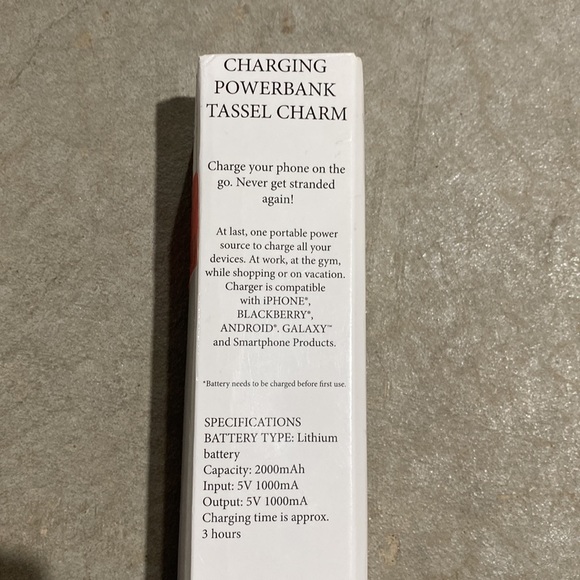 CHARGING
POWERBANK
TASSEL CHARM
Charge your phone on the
go. Never get stranded
again!
At last, one portable power
source to charge all your
devices. At work, at the gym,
while shopping or on vacation.
Charger is compatible
with iPHONE*,
BLACKBERRY*,
ANDROID*. GALAXY™
and Smartphone Products.
*Battery needs to be charged before first use.
SPECIFICATIONS
BATTERY TYPE: Lithium
battery
Capacity: 2000mAh
Input: 5V 1000mA
Output: 5V 1000mA
Charging time is approx.
3 hours